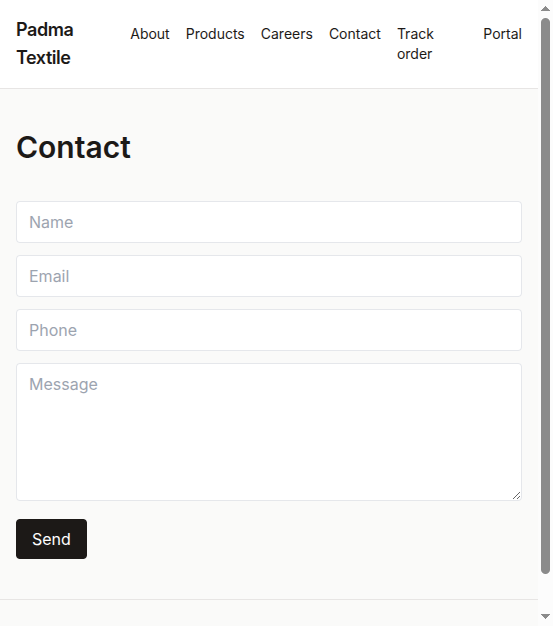 Padma
Textile
About
Products
Careers
Contact
Track
order
Portal
Contact
Name
Email
Phone
Message
Send